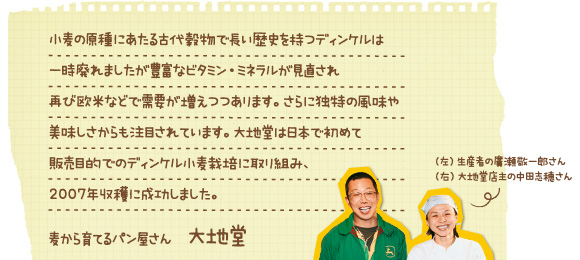 小麦の原種にあたる古代穀物で長い歴史を持つディンケルは
一時廃れましたが豊富なビタミン・ミネラルが見直され
再び欧米などで需要が増えつつあります。さらに独特の風味や
美味しさからも注目されています。大地堂は日本で初めて
販売目的でのディンケル小麦栽培に取り組み、
2007年収穫に成功しました。
麦から育てるパン屋さん 大地堂
(左)生産者の廣瀬敬一郎さん
(右)大地堂店主の中田志穂さん